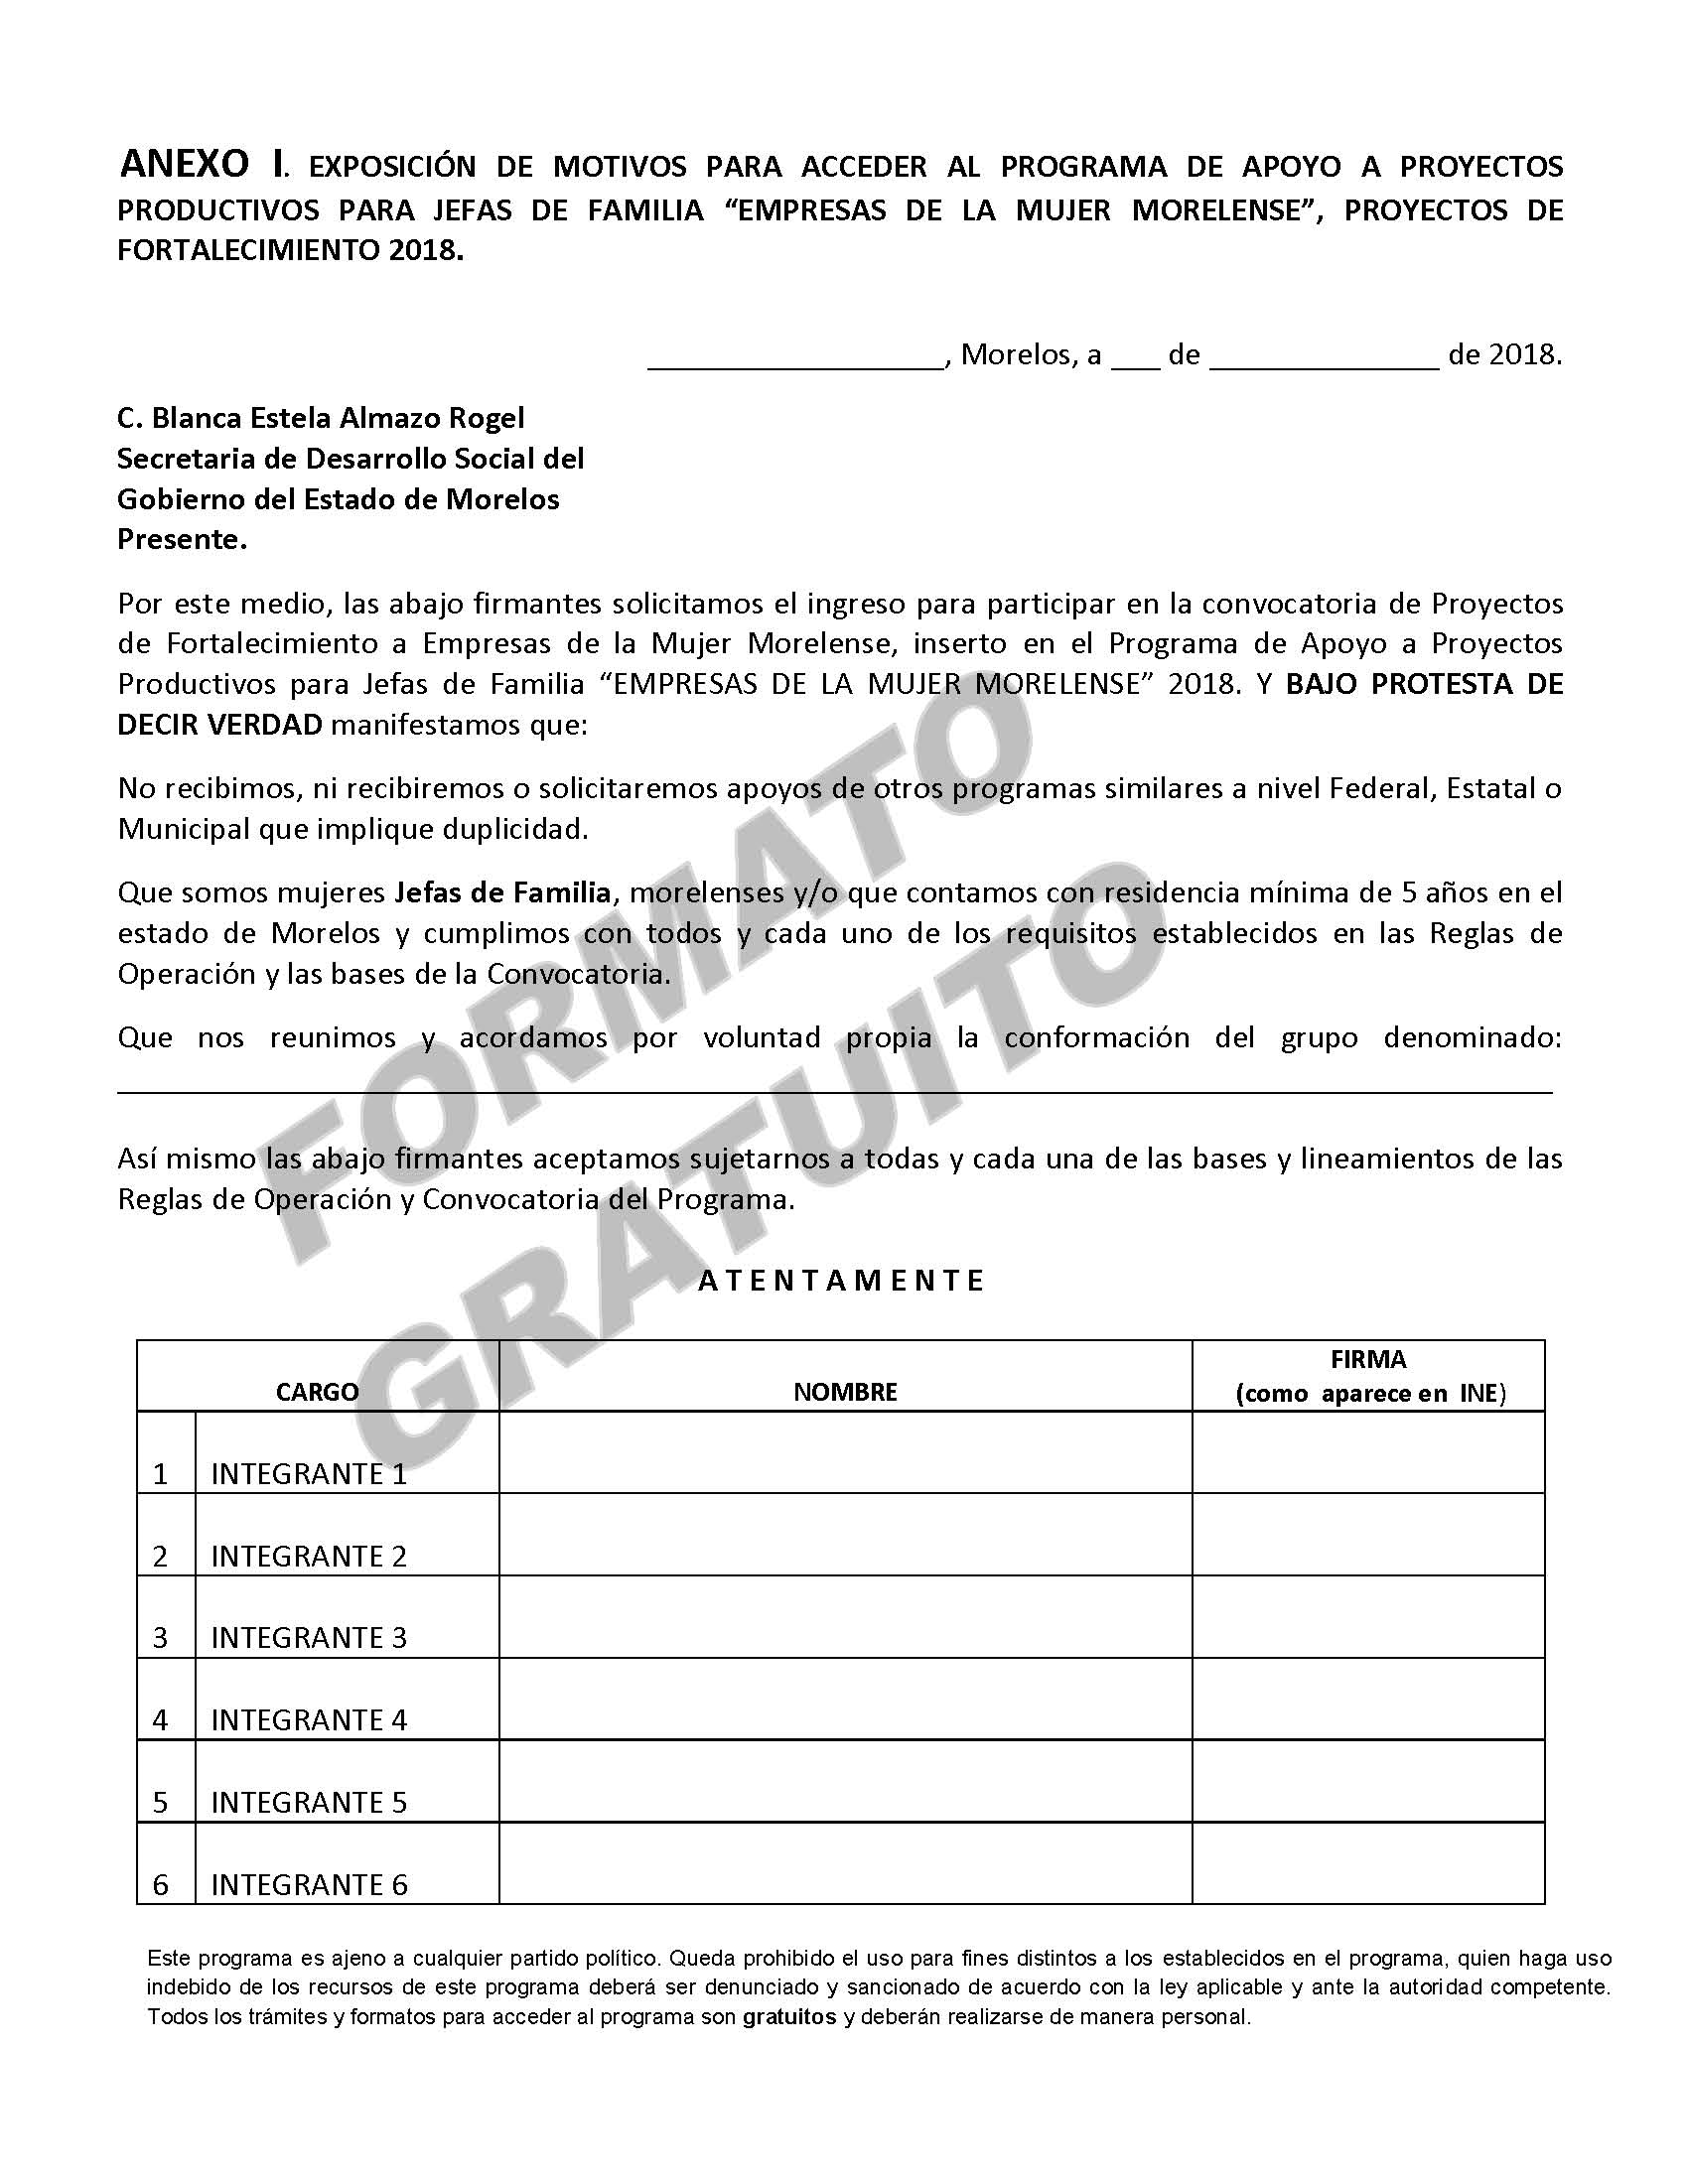 ANEXO I. EXPOSICIÓN DE MOTIVOS PARA ACCEDER AL PROGRAMA DE APOYO A PROYECTOS
PRODUCTIVOS PARA JEFAS DE FAMILIA “EMPRESAS DE LA MUJER MORELENSE”, PROYECTOS DE
FORTALECIMIENTO 2018.
__________________, Morelos, a ___ de ______________ de 2018.
C. Blanca Estela Almazo Rogel
Secretaria de Desarrollo Social del
Gobierno del Estado de Morelos
Presente.
Por este medio, las abajo firmantes solicitamos el ingreso para participar en la convocatoria de Proyectos
de Fortalecimiento a Empresas de la Mujer Morelense, inserto en el Programa de Apoyo a Proyectos
Productivos para Jefas de Familia “EMPRESAS DE LA MUJER MORELENSE” 2018. Y BAJO PROTESTA DE
DECIR VERDAD manifestamos que:
No recibimos, ni recibiremos o solicitaremos apoyos de otros programas similares a nivel Federal, Estatal o
Municipal que implique duplicidad.
Que somos mujeres Jefas de Familia, morelenses y/o que contamos con residencia mínima de 5 años en el
estado de Morelos y cumplimos con todos y cada uno de los requisitos establecidos en las Reglas de
Operación y las bases de la Convocatoria.
Que nos reunimos y acordamos por voluntad propia la conformación del grupo denominado:
Así mismo las abajo firmantes aceptamos sujetarnos a todas y cada una de las bases y lineamientos de las
Reglas de Operación y Convocatoria del Programa.
FORMATO
GRATUITO
A T E N T A M E N T E
CARGO NOMBRE FIRMA
(como aparece en INE)
1 INTEGRANTE 1
2 INTEGRANTE 2
3 INTEGRANTE 3
4 INTEGRANTE 4
5 INTEGRANTE 5
6 INTEGRANTE 6
Este programa es ajeno a cualquier partido político. Queda prohibido el uso para fines distintos a los establecidos en el programa, quien haga uso
indebido de los recursos de este programa deberá ser denunciado y sancionado de acuerdo con la ley aplicable y ante la autoridad competente.
Todos los trámites y formatos para acceder al programa son gratuitos y deberán realizarse de manera personal.